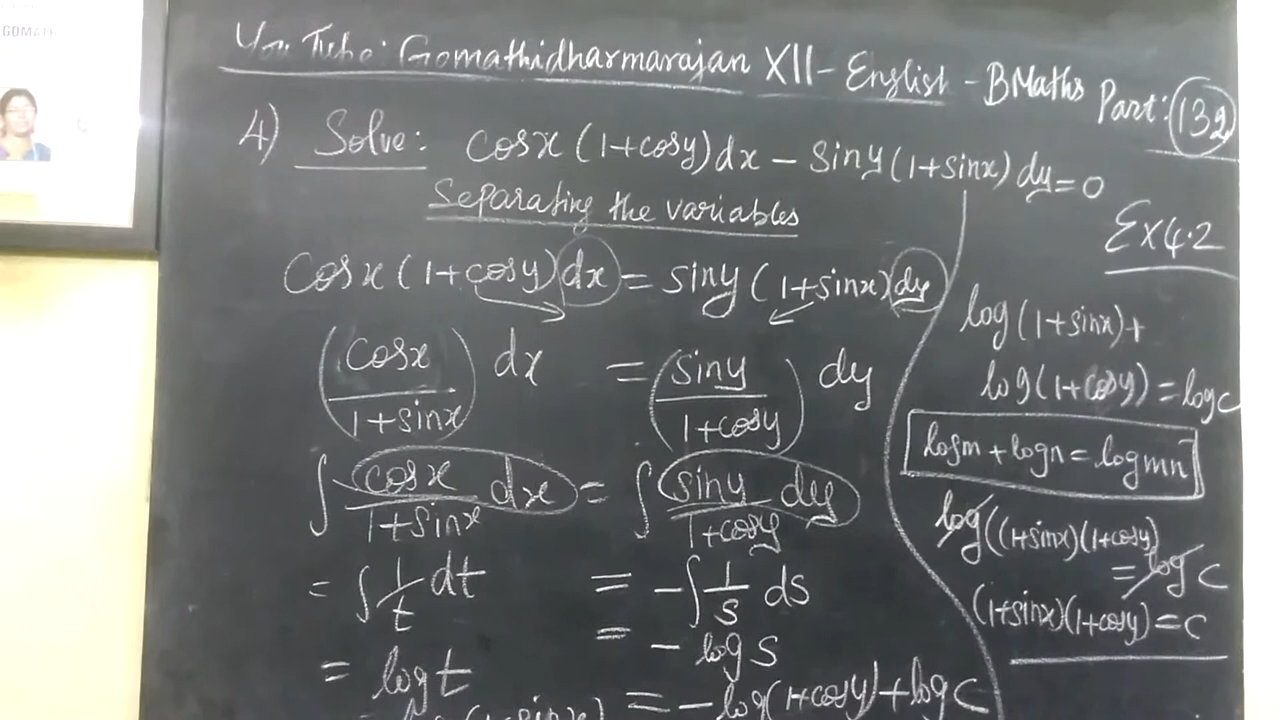 GOMATH
You Tube: Gomathidharmarajan XII - English - BMaths Part: 132
4) Solve: cosx (1+cosy) dx - siny (1+sinx) dy = 0
Separating the variables
Ex 4.2
cosx (1+cosy) dx = siny (1+sinx) dy
(cosx / 1+sinx) dx = (siny / 1+cosy) dy
∫ cosx / 1+sinx dx = ∫ siny dy / 1+cosy
= ∫ 1/t dt = -∫ 1/s ds
= log t = - log s
= -log(1+cosy) + log c
log (1+sinx) +
log (1+cosy) = log c
logm + logn = logmn
log ((1+sinx)(1+cosy)
= log c
(1+sinx)(1+cosy) = c